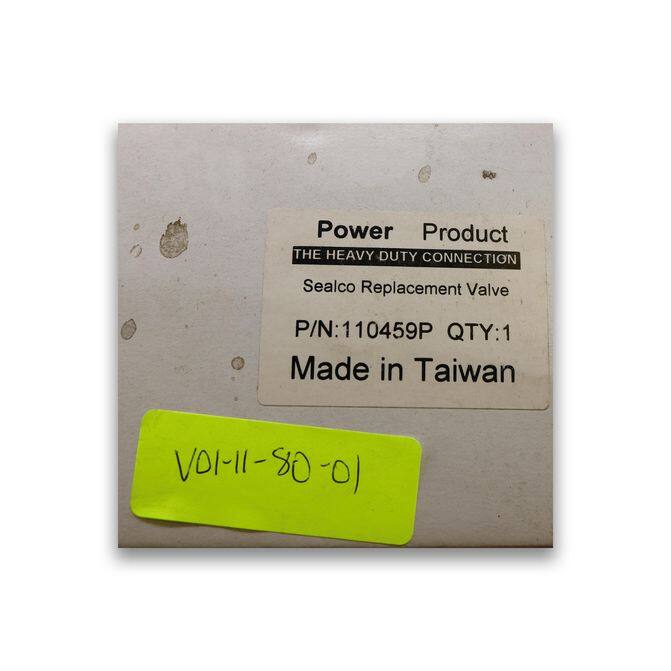 Power Product
THE HEAVY DUTY CONNECTION
Sealco Replacement Valve
P/N:110459P QTY:1
Made in Taiwan
V01-11-80-01